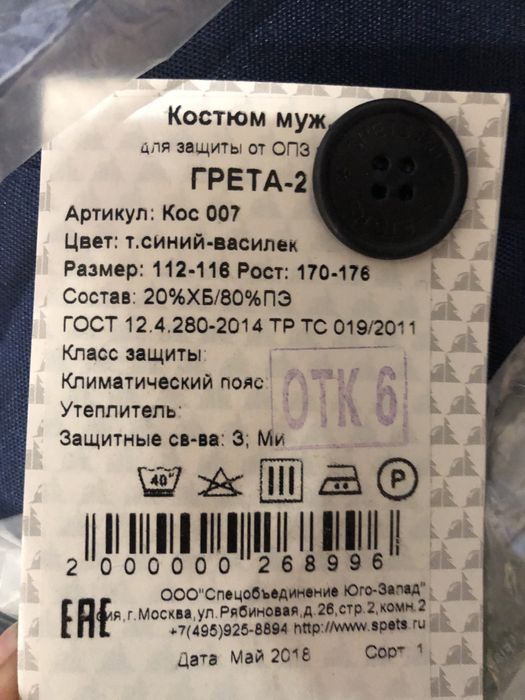 Костюм муж.
для защиты от ОПЗ
ГРЕТА-2
Артикул: Кос 007
Цвет: т.синий-василек
Размер: 112-116 Рост: 170-176
Состав: 20%ХБ/80%ПЭ
ГОСТ 12.4.280-2014 ТР ТС 019/2011
Класс защиты:
Климатический пояс
Утеплитель:
ОТК 6
Защитные св-ва: З; Ми
40°
P
2 000000 268996
ООО"Спецобъединение Юго-Запад"
EAC
г.Москва,ул.Рябиновая,д.26,стр.2,комн.2
+7(495)925-8894 http://www.spets.ru
Дата: Май 2018 Сорт 1